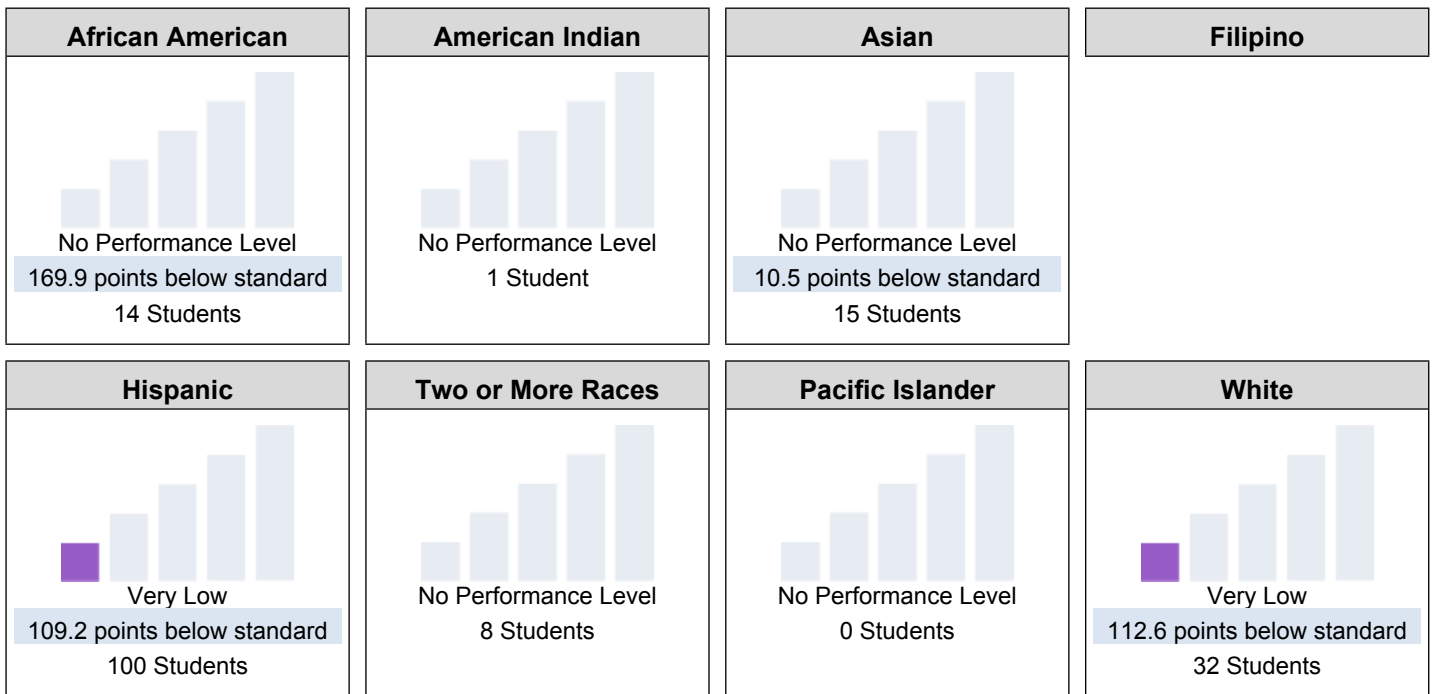 African American
No Performance Level
169.9 points below standard
14 Students
American Indian
No Performance Level
1 Student
Asian
No Performance Level
10.5 points below standard
15 Students
Filipino
Hispanic
Very Low
109.2 points below standard
100 Students
Two or More Races
No Performance Level
8 Students
Pacific Islander
No Performance Level
0 Students
White
Very Low
112.6 points below standard
32 Students